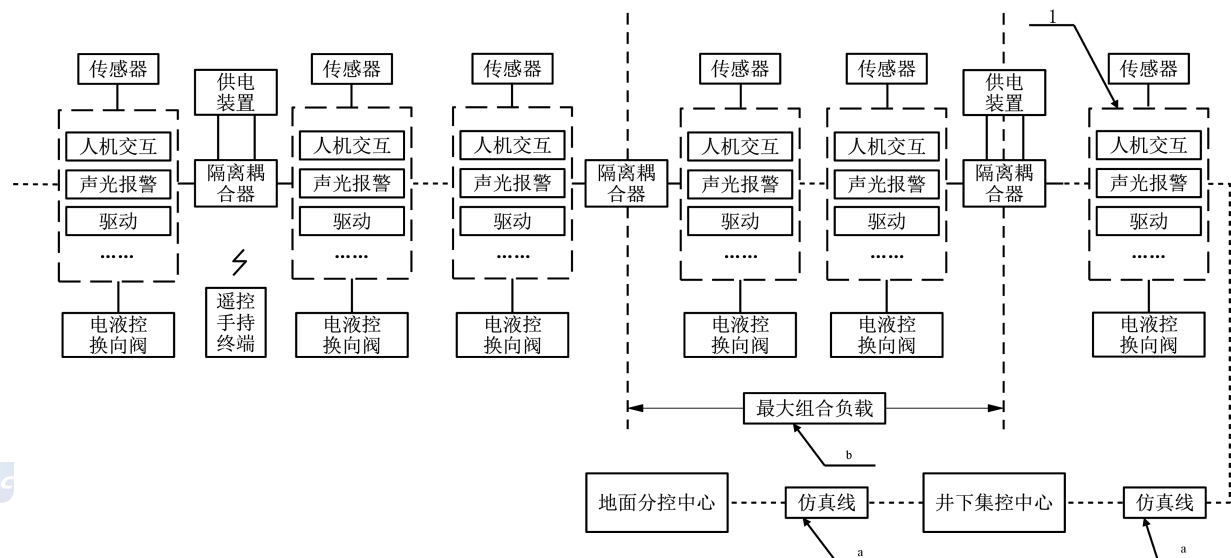 1
传感器
传感器
传感器
传感器
传感器
传感器
供电
装置
供电
装置
人机交互
人机交互
人机交互
人机交互
人机交互
人机交互
隔离耦
合器
隔离耦
合器
隔离耦
合器
声光报警
声光报警
声光报警
声光报警
声光报警
声光报警
驱动
驱动
驱动
驱动
驱动
驱动
……
……
……
……
……
……
遥控
手持
终端
电液控
换向阀
电液控
换向阀
电液控
换向阀
电液控
换向阀
电液控
换向阀
电液控
换向阀
最大组合负载
b
地面分控中心
仿真线
井下集控中心
仿真线
a
a